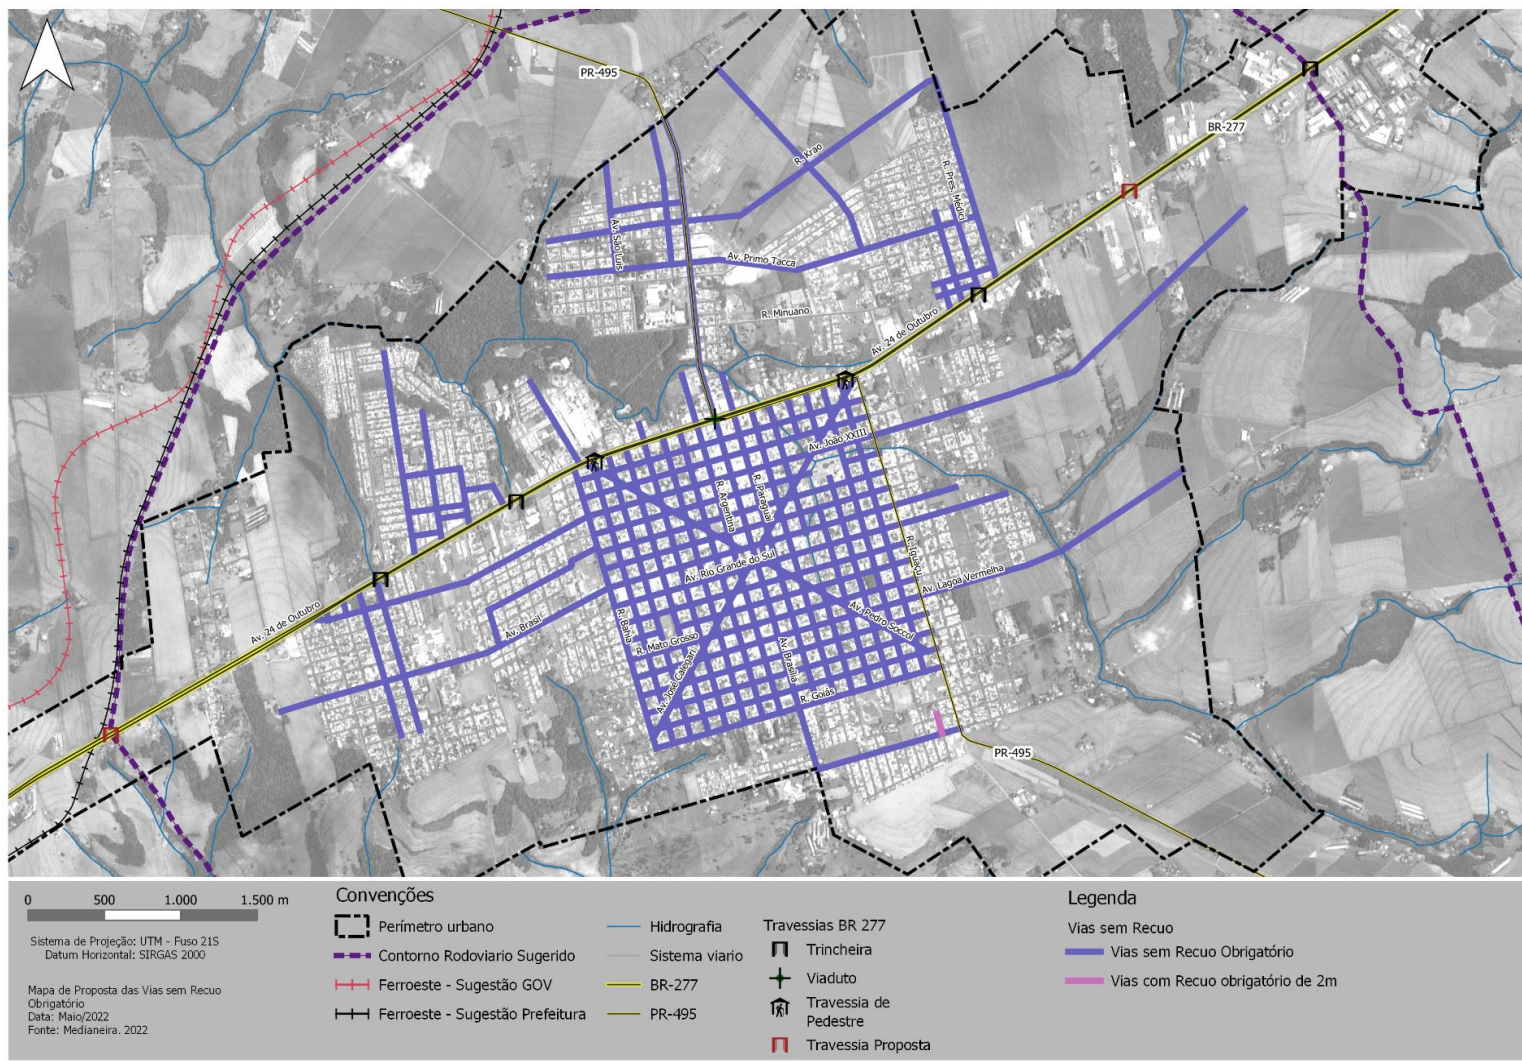 PR-495
BR-277
R. Krao
R. Pres. Médici
Av. São Luis
Av. Primo Tacca
R. Minuano
Av. 24 de Outubro
Av. João XXIII
R. Paraguai
R. Argentina
Av. Rio Grande do Sul
R. Iguaçu
Av. Lagoa Vermelha
Av. 24 de Outubro
Av. Brasil
R. Bahia
R. Mato Grosso
Av. Pedro Soccol
Av. José Calegari
Av. Brasília
R. Goiás
PR-495
0 500 1.000 1.500 m
Sistema de Projeção: UTM - Fuso 21S
Datum Horizontal: SIRGAS 2000
Mapa de Proposta das Vias sem Recuo
Obrigatório
Data: Maio/2022
Fonte: Medianeira. 2022
Convenções
Perímetro urbano
Contorno Rodoviario Sugerido
Ferroeste - Sugestão GOV
Ferroeste - Sugestão Prefeitura
Hidrografia
Sistema viario
BR-277
PR-495
Travessias BR 277
Trincheira
Viaduto
Travessia de
Pedestre
Travessia Proposta
Legenda
Vias sem Recuo
Vias sem Recuo Obrigatório
Vias com Recuo obrigatório de 2m